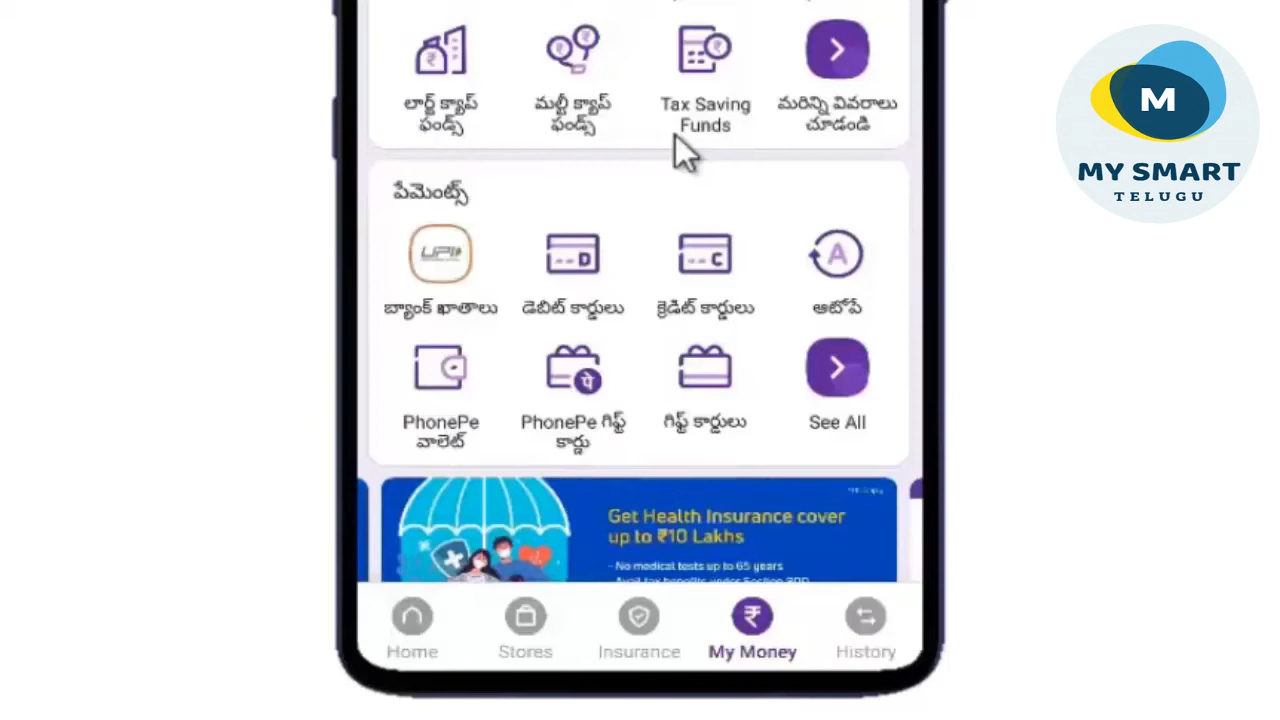 లార్జ్ క్యాప్
ఫండ్స్
మల్టీ క్యాప్
ఫండ్స్
Tax Saving
Funds
మరిన్ని వివరాలు
చూడండి
పేమెంట్స్
UPI
బ్యాంక్ ఖాతాలు
D
డెబిట్ కార్డులు
C
క్రెడిట్ కార్డులు
A
ఆటోపే
PhonePe
వాలెట్
PhonePe గిఫ్ట్
కార్డు
గిఫ్ట్ కార్డులు
See All
Get Health Insurance cover
up to ₹10 Lakhs
- No medical tests up to 65 years
Home
Stores
Insurance
My Money
History
M
MY SMART
TELUGU